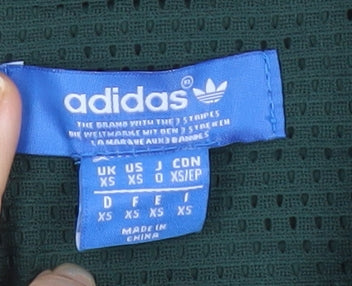 adidas®
THE BRAND WITH THE 3 STRIPES
DIE WELTMARKE MIT DEN 3 STREIFEN
LA MARQUE AUX 3 BANDES
UK US J CDN
XS XS O XS/EP
D F E I
XS XS XS XS
MADE IN
CHINA